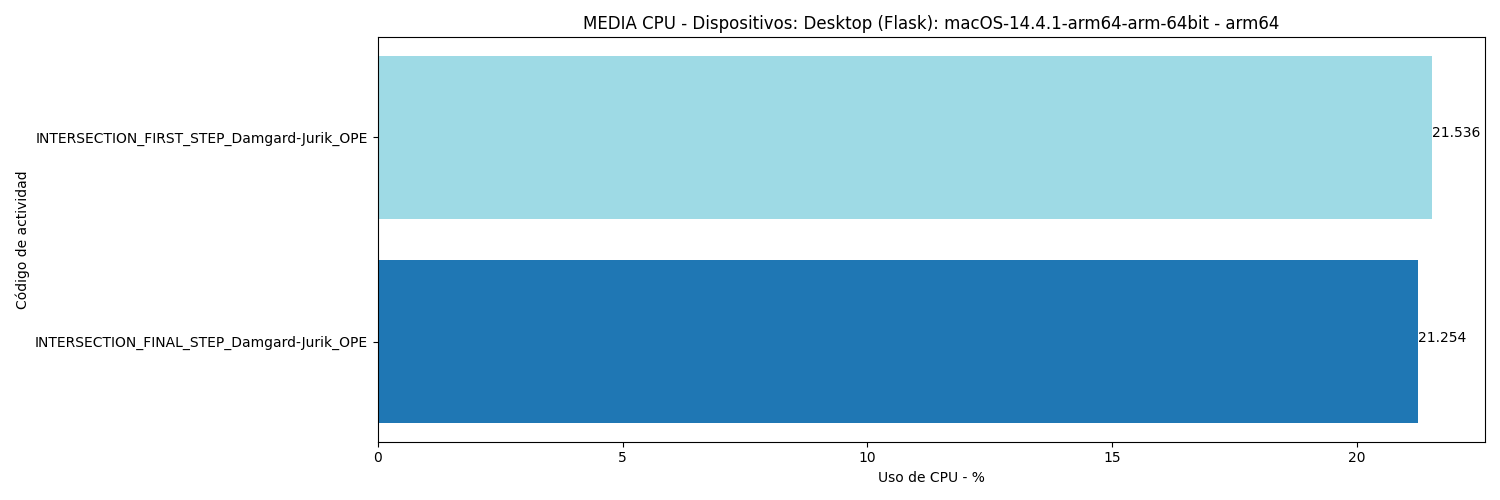 MEDIA CPU - Dispositivos: Desktop (Flask): macOS-14.4.1-arm64-arm-64bit - arm64
INTERSECTION_FIRST_STEP_Damgard-Jurik_OPE
21.536
Código de actividad
INTERSECTION_FINAL_STEP_Damgard-Jurik_OPE
21.254
0 5 10 15 20
Uso de CPU - %